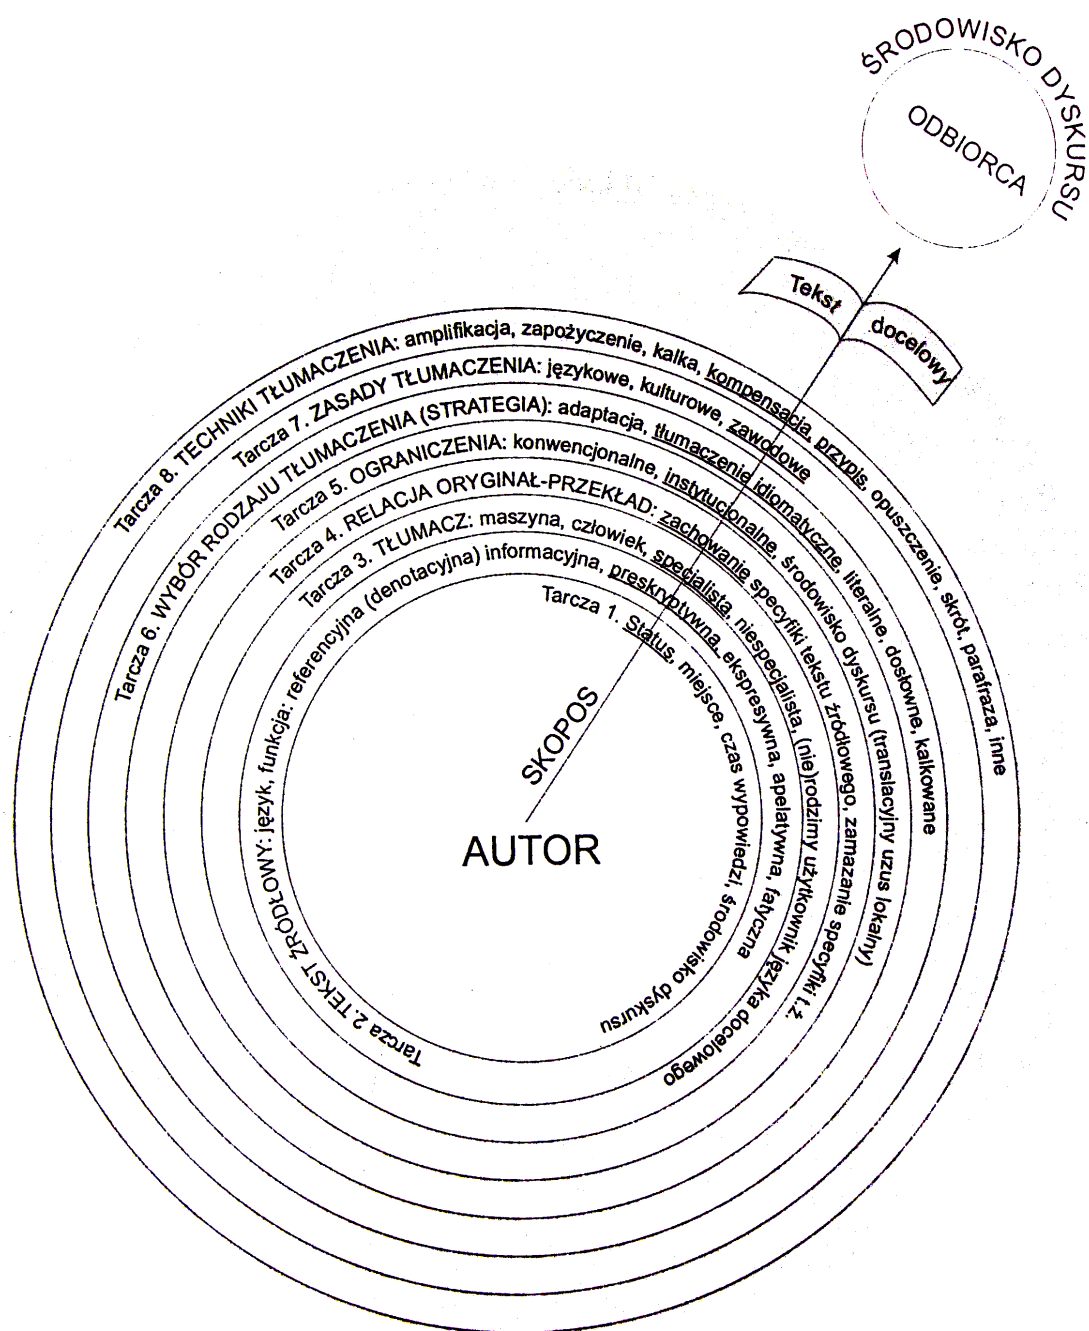 ŚRODOWISKO DYSKURSU
ODBIORCA
Tekst docelowy
Tarcza 8. TECHNIKI TŁUMACZENIA: amplifikacja, zapożyczenie, kalka, kompensacja, przypis, opuszczenie, skrót, parafraza, inne
Tarcza 7. ZASADY TŁUMACZENIA: językowe, kulturowe, zawodowe
Tarcza 6. WYBÓR RODZAJU TŁUMACZENIA (STRATEGIA): adaptacja, tłumaczenie idiomatyczne, literalne, dosłowne, kalkowane
Tarcza 5. OGRANICZENIA: konwencjonalne, instytucjonalne, środowisko dyskursu (translacyjny uzus lokalny)
Tarcza 4. RELACJA ORYGINAŁ-PRZEKŁAD: zachowanie specyfiki tekstu źródłowego, zamazanie specyfiki t.ź.
Tarcza 3. TŁUMACZ: maszyna, człowiek, specjalista, niespecjalista, (nie)rodzimy użytkownik języka docelowego
Tarcza 2. TEKST ŹRÓDŁOWY: język, funkcja: referencyjna (denotacyjna) informacyjna, preskryptywna, ekspresywna, apelatywna, fatyczna
Tarcza 1. Status, miejsce, czas wypowiedzi, środowisko dyskursu
SKOPOS
AUTOR